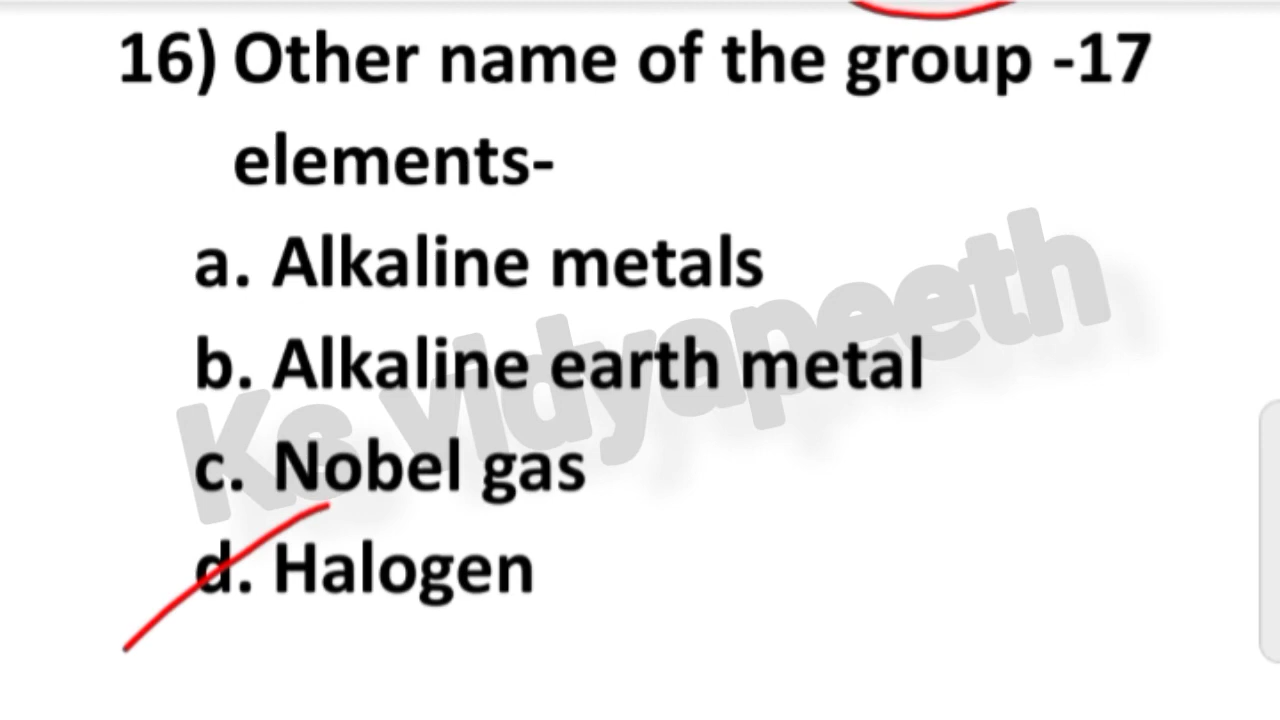 16) Other name of the group -17
elements-
a. Alkaline metals
b. Alkaline earth metal
c. Nobel gas
d. Halogen
Ks Vidyapeeth